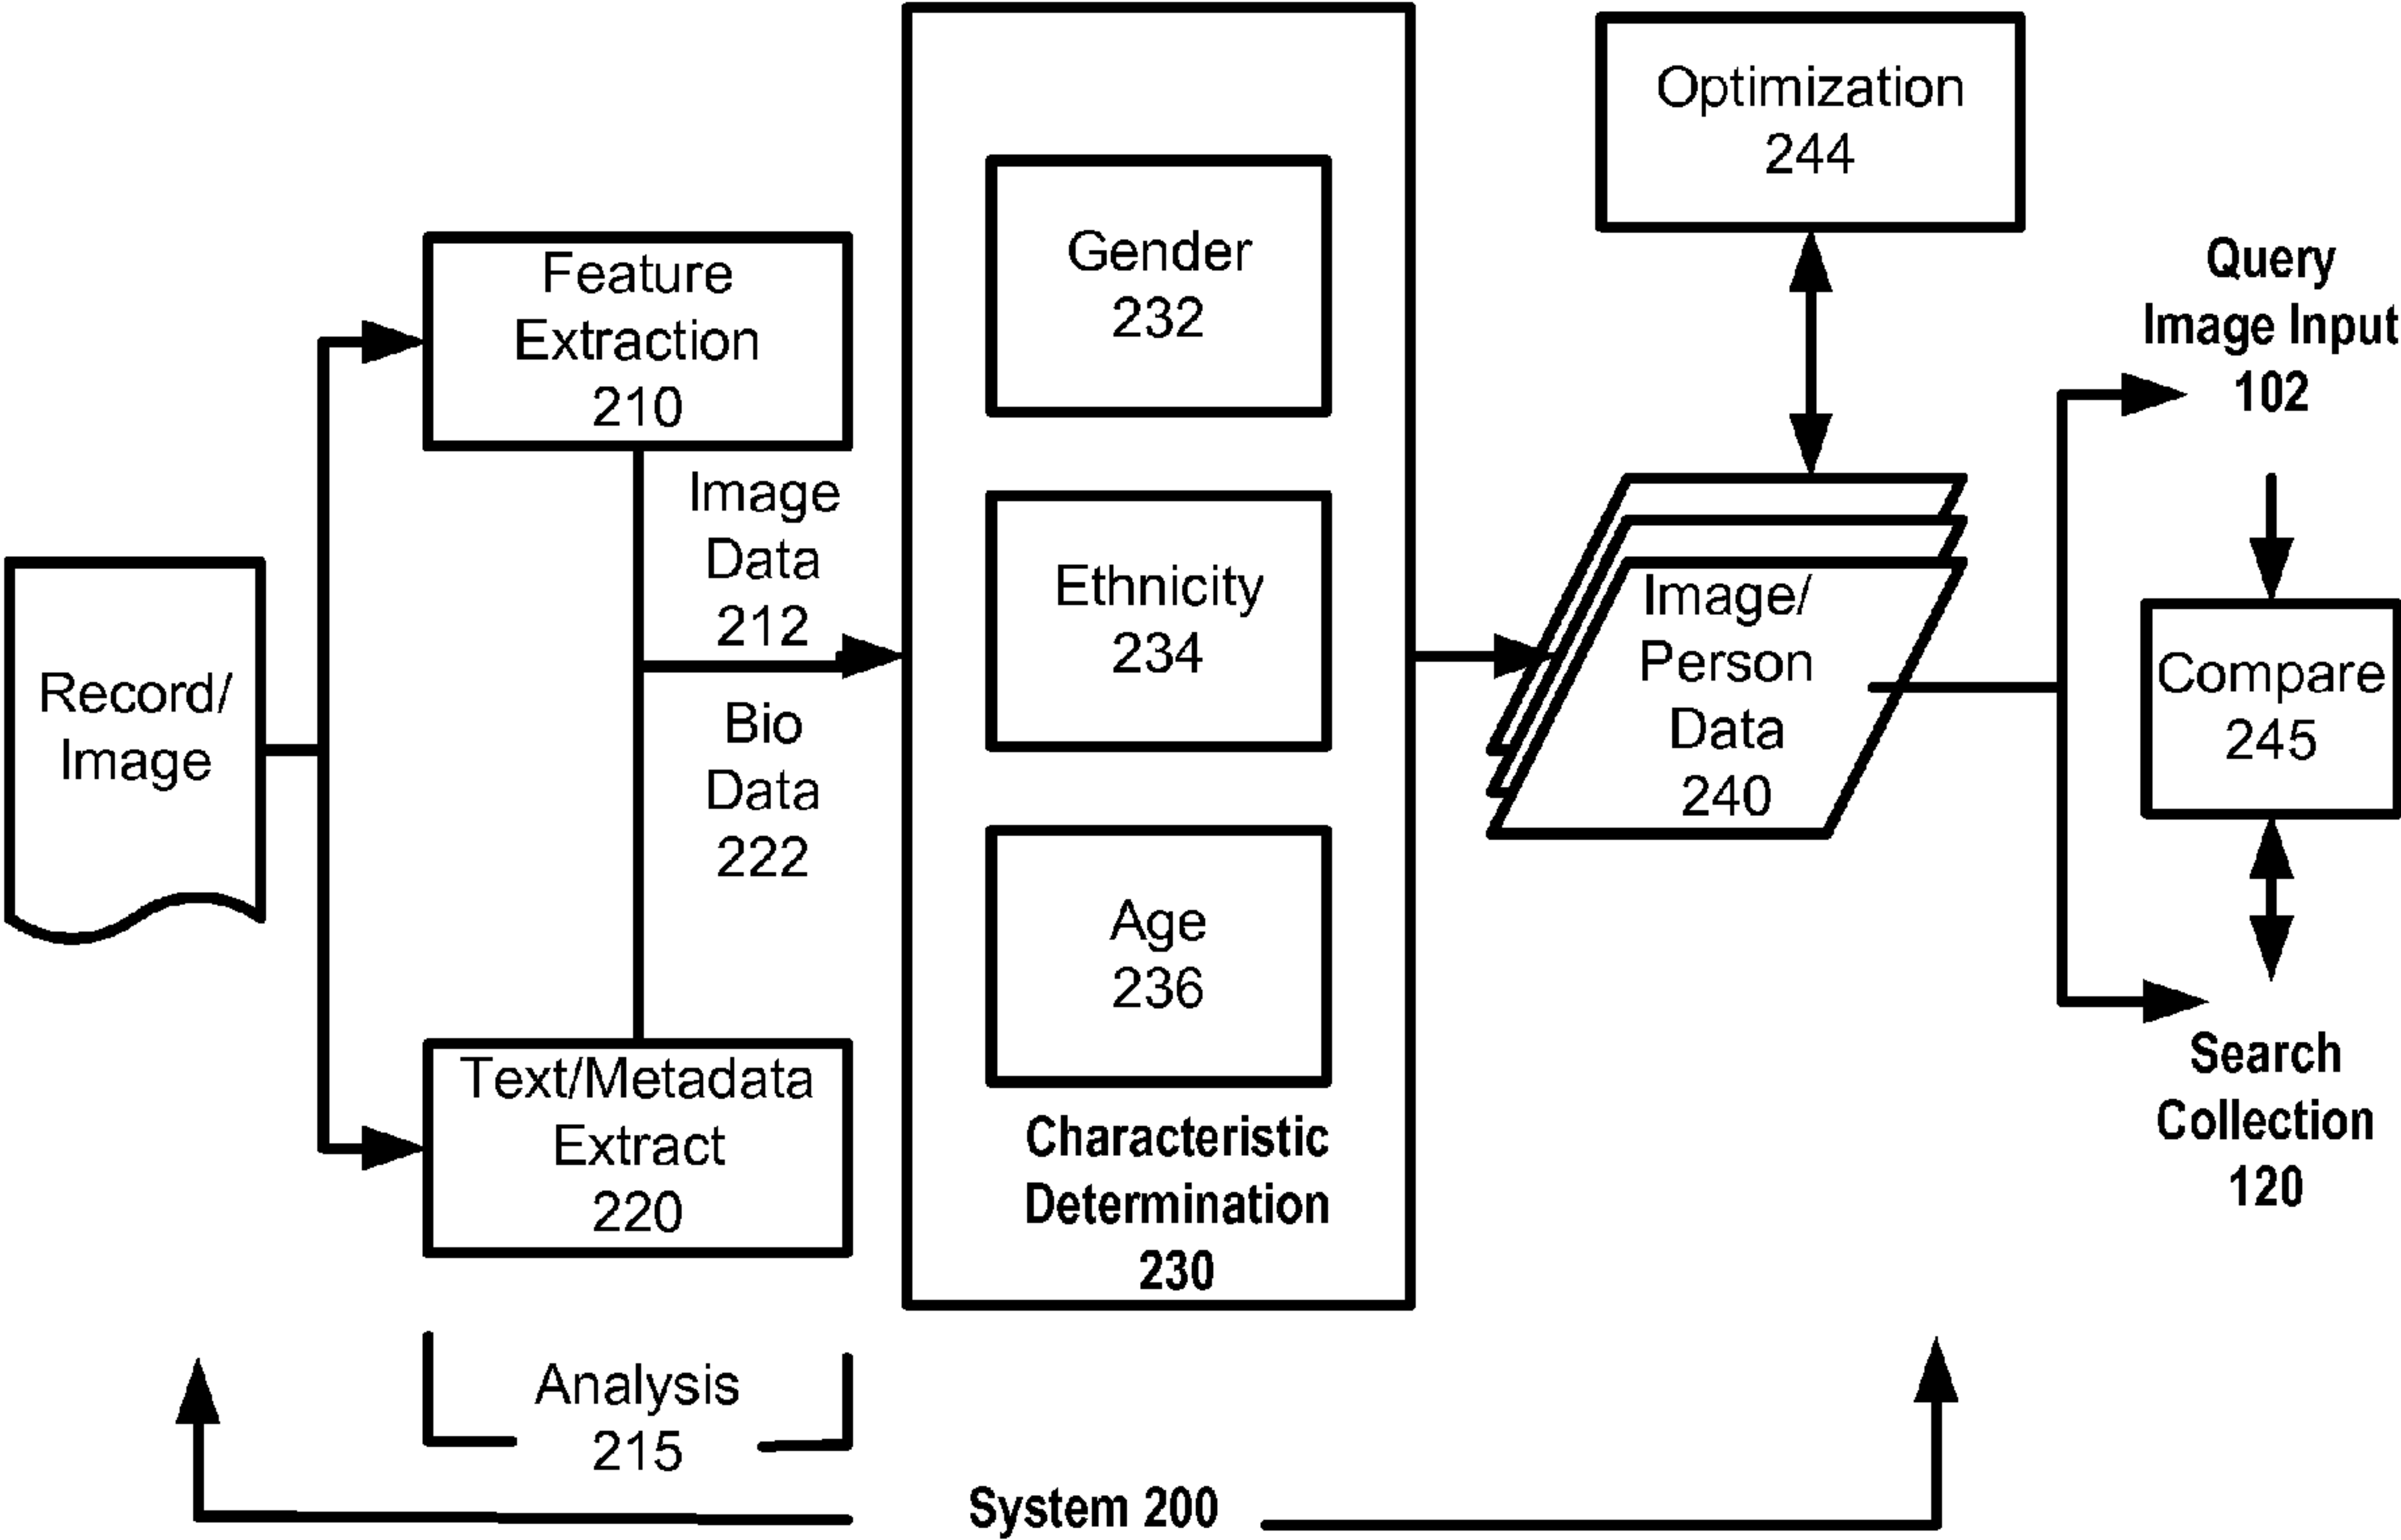 Record/
Image
Feature
Extraction
210
Image
Data
212
Bio
Data
222
Text/Metadata
Extract
220
Analysis
215
Gender
232
Ethnicity
234
Age
236
Characteristic
Determination
230
Optimization
244
Image/
Person
Data
240
Query
Image Input
102
Compare
245
Search
Collection
120
System 200